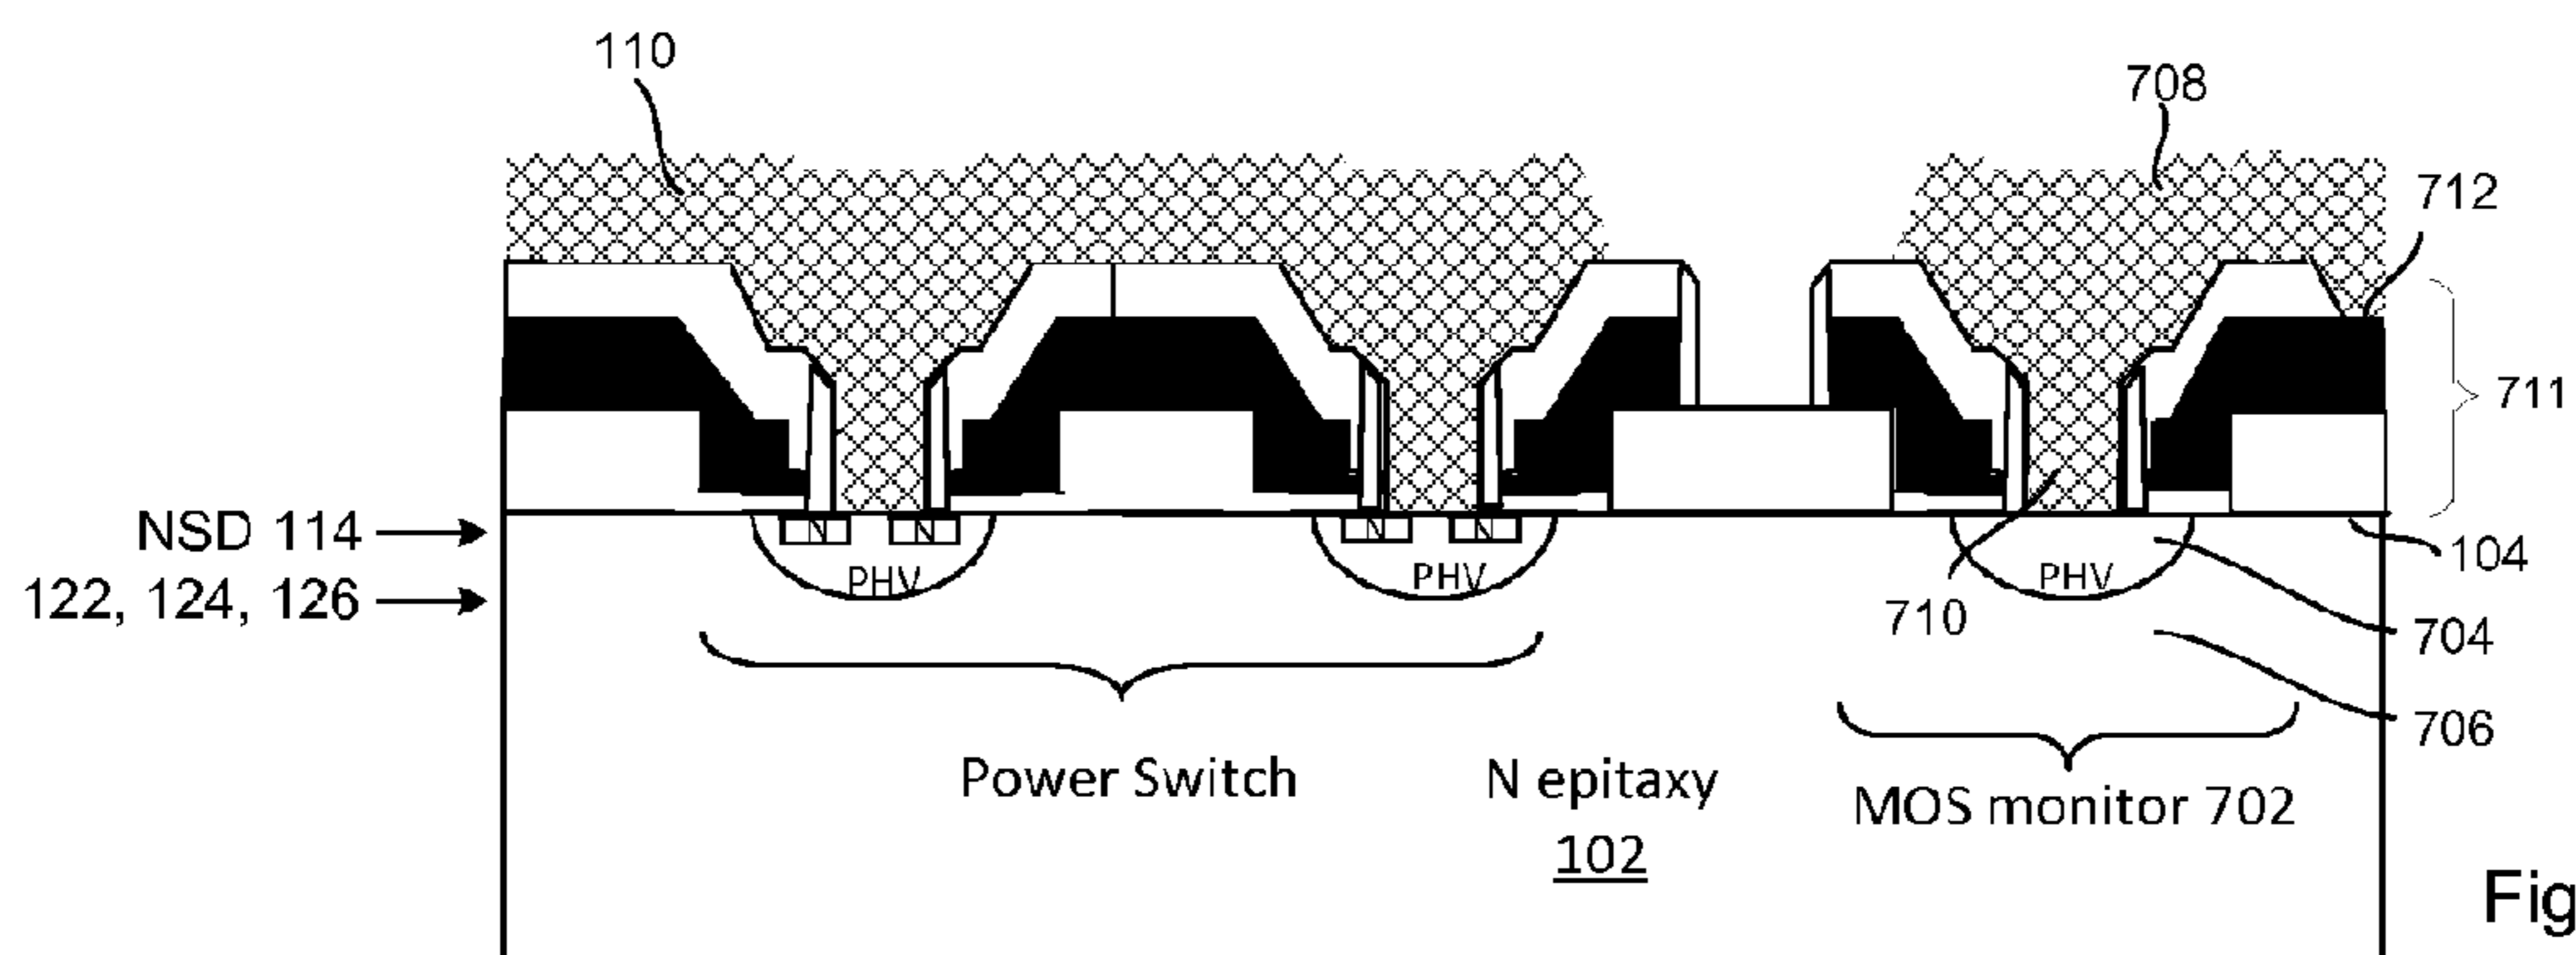 110
708
712
711
NSD 114
N N
N N
104
122, 124, 126
PHV
PHV
PHV
710
704
706
Power Switch
N epitaxy
102
MOS monitor 702
Fig